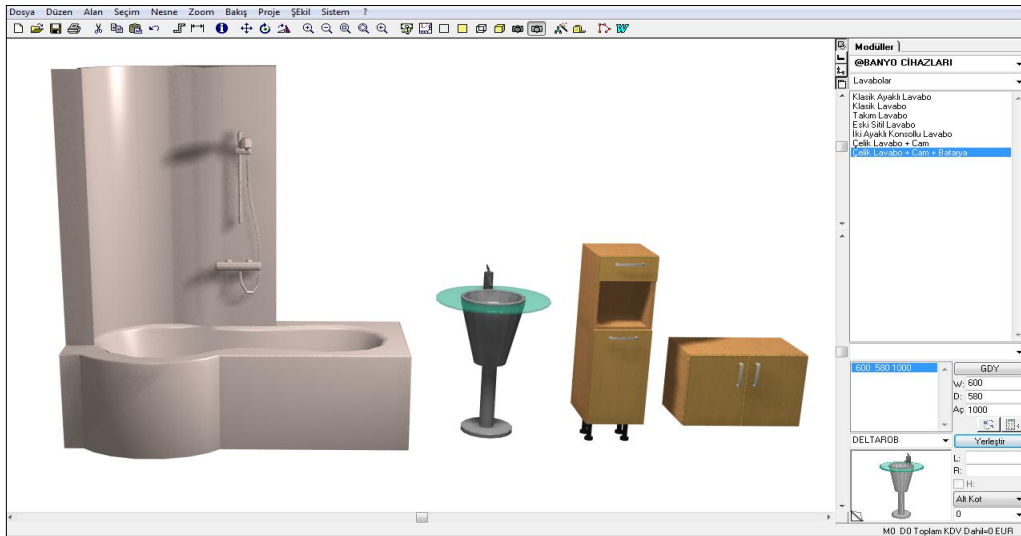 Dosya Düzen Alan Seçim Nesne Zoom Bakış Proje ŞEkil Sistem ?
Modüller
@BANYO CİHAZLARI
Lavabolar
Klasik Ayaklı Lavabo
Klasik Lavabo
Takım Lavabo
Eski Sitil Lavabo
İki Ayaklı Konsollu Lavabo
Çelik Lavabo + Cam
Çelik Lavabo + Cam + Batarya
600 580 1000
GDY
W: 600
D: 580
Aç 1000
DELTAROB
Yerleştir
L:
R:
H:
Alt Kot
0
M0 D0 Toplam KDV Dahil=0 EUR